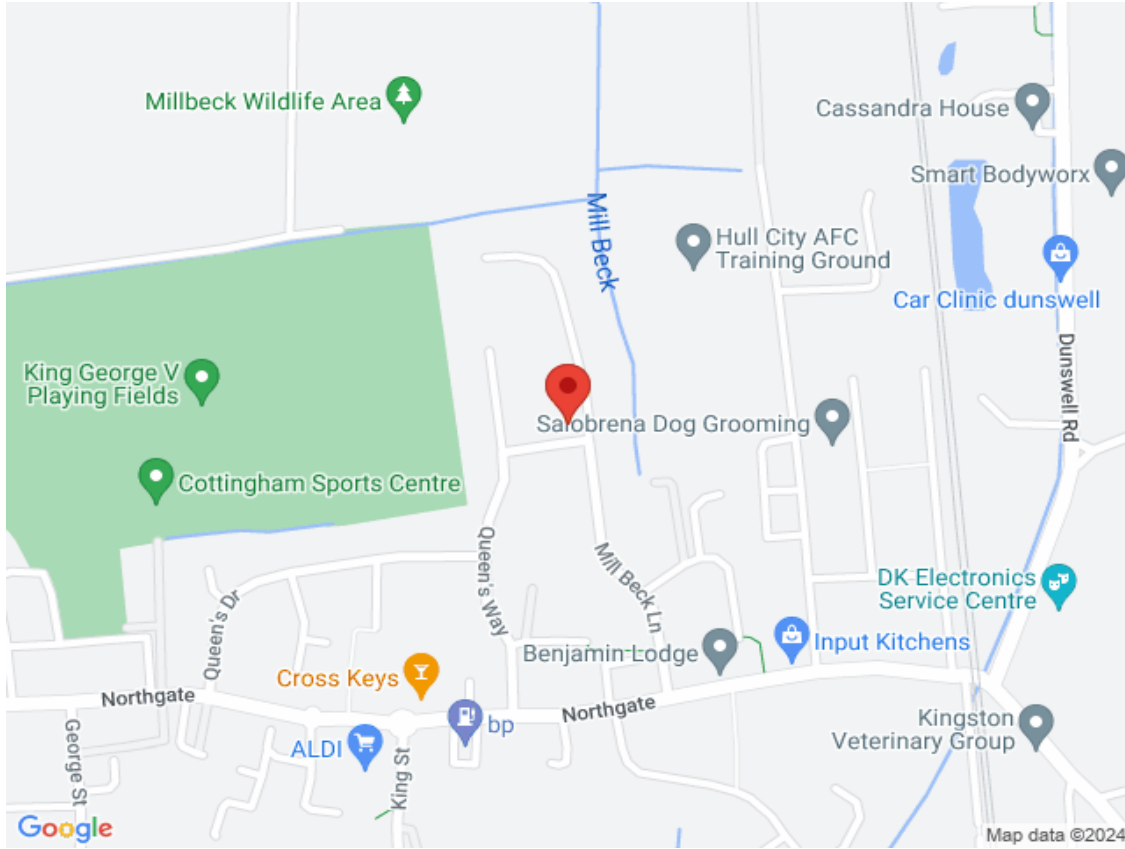 Millbeck Wildlife Area
Cassandra House
Smart Bodyworx
Mill Beck
Hull City AFC
Training Ground
Car Clinic dunswell
Dunswell Rd
King George V
Playing Fields
Salobrena Dog Grooming
Cottingham Sports Centre
Queen's Way
Mill Beck Ln
Queen's Dr
DK Electronics
Service Centre
Input Kitchens
Benjamin Lodge
Cross Keys
Northgate
Northgate
bp
ALDI
George St
King St
Kingston
Veterinary Group
Google
Map data ©2024